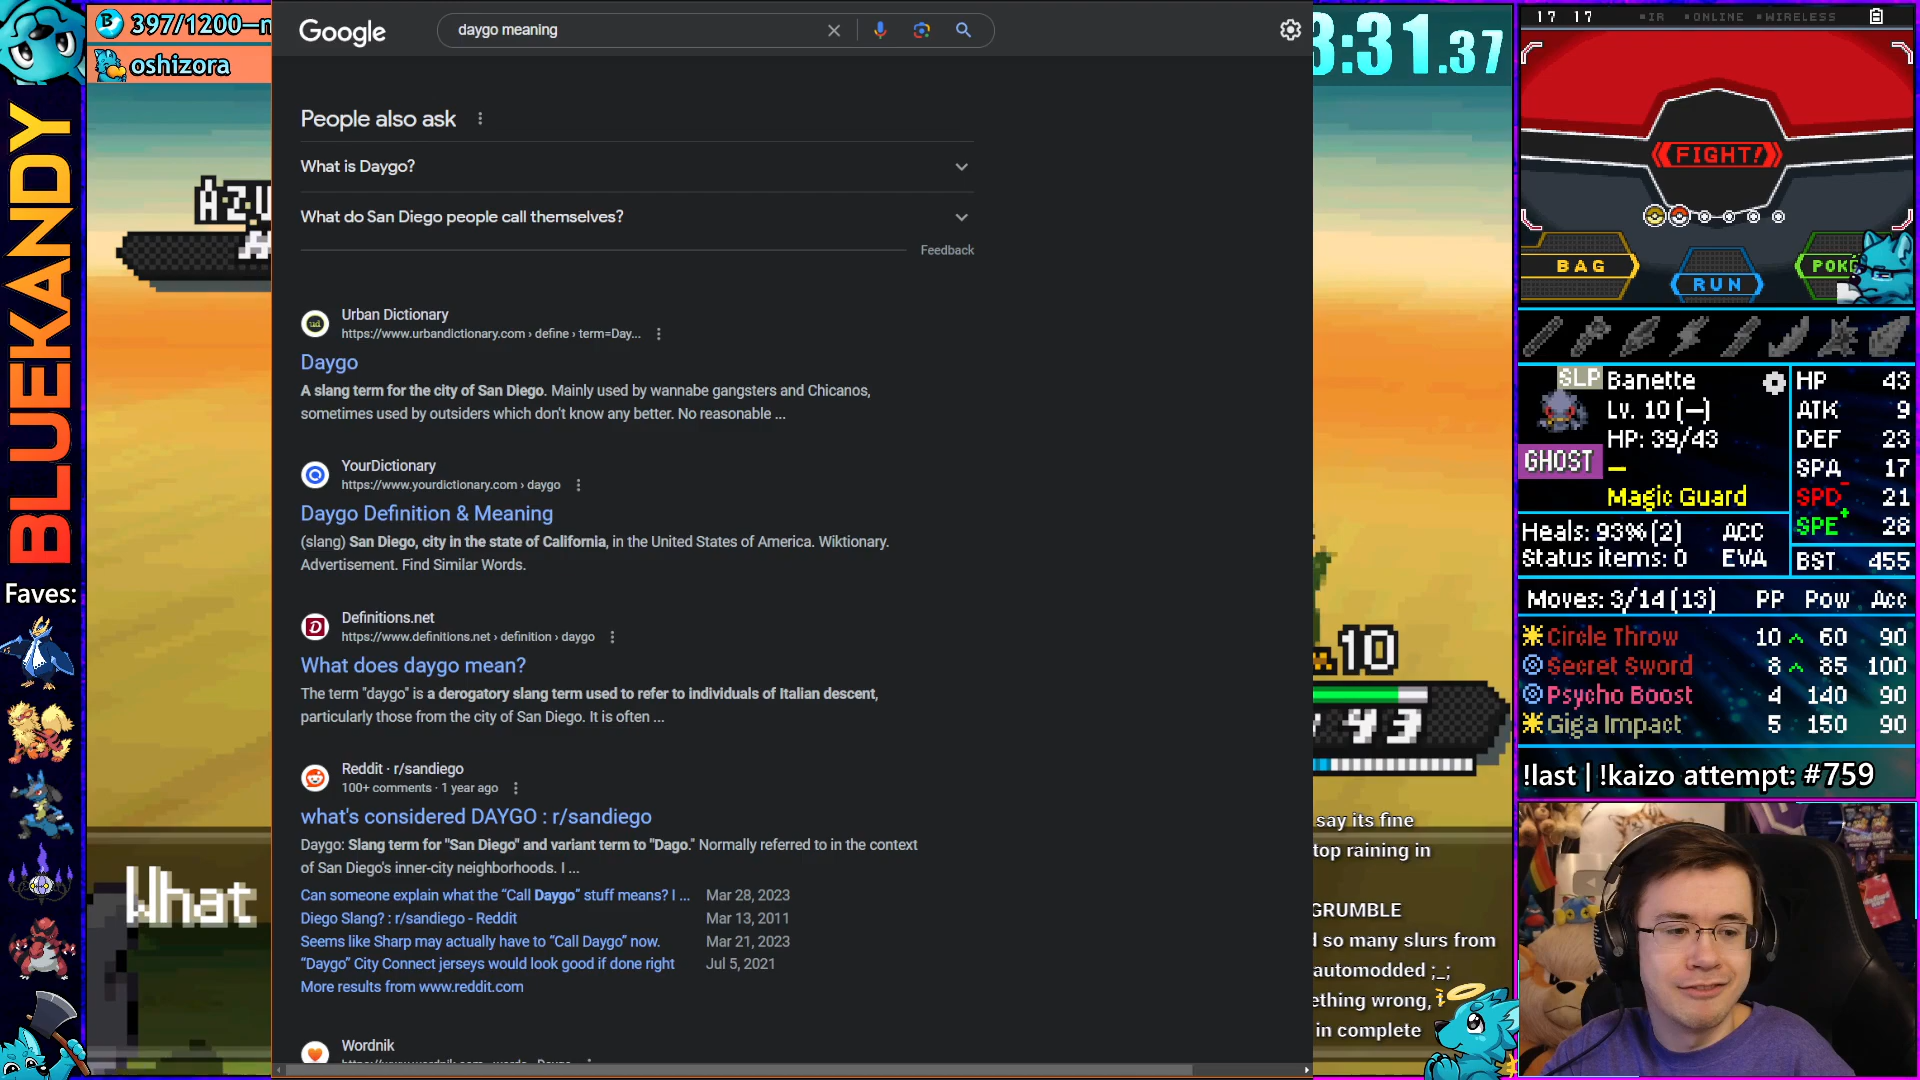 BLUEKANDY
Faves:
397/1200
oshizora
What
Google
daygo meaning
People also ask
What is Daygo?
What do San Diego people call themselves?
Feedback
Urban Dictionary
https://www.urbandictionary.com › define › term=Day...
Daygo
A slang term for the city of San Diego. Mainly used by wannabe gangsters and Chicanos,
sometimes used by outsiders which don't know any better. No reasonable ...
YourDictionary
https://www.yourdictionary.com › daygo
Daygo Definition & Meaning
(slang) San Diego, city in the state of California, in the United States of America. Wiktionary.
Advertisement. Find Similar Words.
Definitions.net
https://www.definitions.net › definition › daygo
What does daygo mean?
The term "daygo" is a derogatory slang term used to refer to individuals of Italian descent,
particularly those from the city of San Diego. It is often ...
Reddit · r/sandiego
100+ comments · 1 year ago
what's considered DAYGO : r/sandiego
Daygo: Slang term for "San Diego" and variant term to "Dago." Normally referred to in the context
of San Diego's inner-city neighborhoods. I ...
Can someone explain what the “Call Daygo” stuff means? I ... Mar 28, 2023
Diego Slang? : r/sandiego - Reddit Mar 13, 2011
Seems like Sharp may actually have to “Call Daygo” now. Mar 21, 2023
“Daygo” City Connect jerseys would look good if done right Jul 5, 2021
More results from www.reddit.com
Wordnik
3:31.37
10
93
say its fine
top raining in
GRUMBLE
so many slurs from
automodded ;_;
ething wrong,
in complete
17 17 IR ONLINE WIRELESS
FIGHT!
BAG
RUN
POKé
SLP Banette
Lv. 10 (—)
HP: 39/43
GHOST —
Magic Guard
HP 43
ATK 9
DEF 23
SPA 17
SPD 21
SPE 28
Heals: 93% (2) ACC
Status items: 0 EVA
BST 455
Moves: 3/14 (13) PP Pow Acc
Circle Throw 10 60 90
Secret Sword 8 85 100
Psycho Boost 4 140 90
Giga Impact 5 150 90
!last | !kaizo attempt: #759